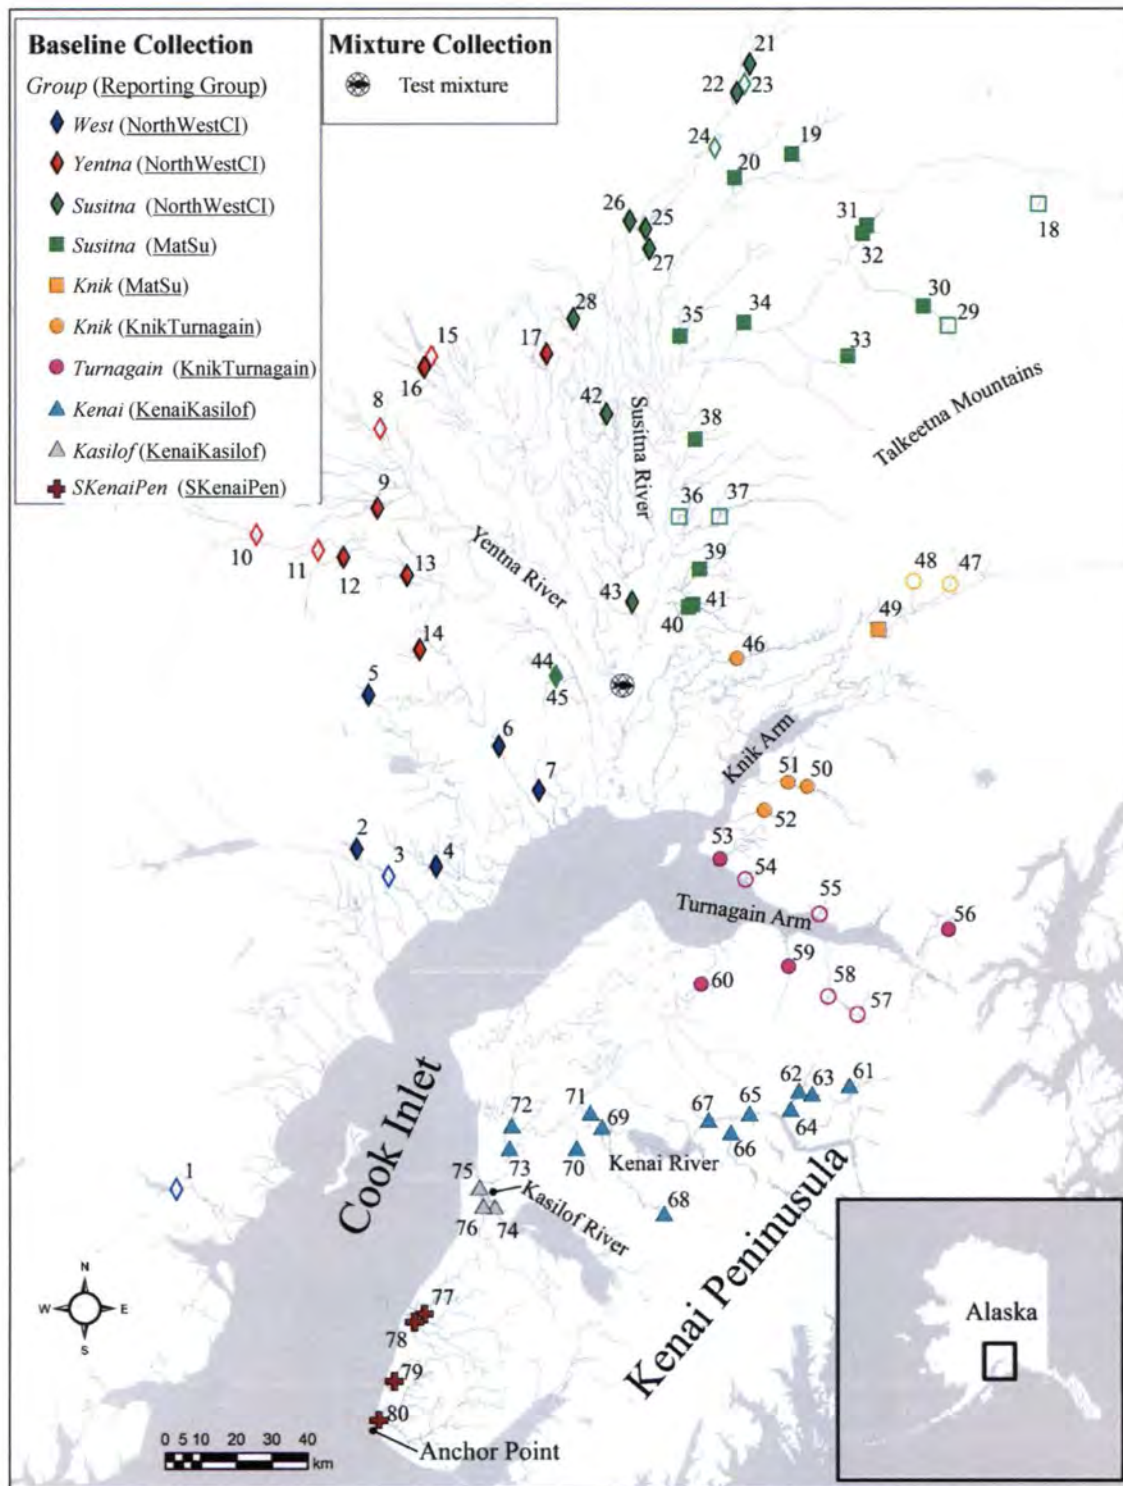 Baseline Collection
Group (Reporting Group)
West (NorthWestCI)
Yentna (NorthWestCI)
Susitna (NorthWestCI)
Susitna (MatSu)
Knik (MatSu)
Knik (KnikTurnagain)
Turnagain (KnikTurnagain)
Kenai (KenaiKasilof)
Kasilof (KenaiKasilof)
SKenaiPen (SKenaiPen)
Mixture Collection
Test mixture
21
22
23
24
19
20
26
25
27
31
32
18
30
29
28
35
34
33
17
15
16
8
42
38
Susitna River
Talkeetna Mountains
9
36
37
10
11
12
13
Yentna River
39
48
47
43
41
40
49
46
14
44
45
5
6
7
Knik Arm
51
50
52
2
3
4
53
54
55
56
Turnagain Arm
59
58
57
60
Cook Inlet
62
63
61
65
64
71
67
69
72
66
70
73
Kenai River
1
75
76
74
Kasilof River
68
Kenai Peninusula
N
W
E
S
77
78
79
80
Anchor Point
0 5 10 20 30 40
km
Alaska